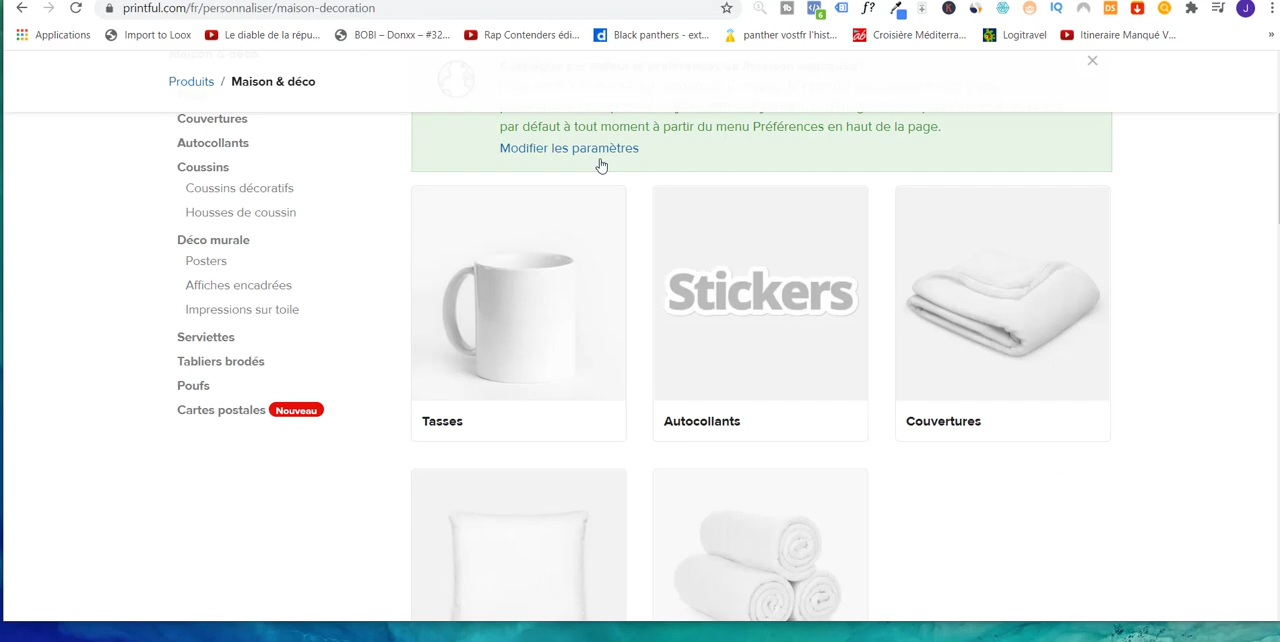 printful.com/fr/personnaliser/maison-decoration
6
f?
IQ
DS
J
Applications
Import to Loox
Le diable de la répu...
BOBI – Donxx – #32...
Rap Contenders édi...
Black panthers - ext...
panther vostfr l'hist...
Croisière Méditerra...
Logitravel
Itineraire Manqué V...
»
Produits / Maison & déco
par défaut à tout moment à partir du menu Préférences en haut de la page.
Modifier les paramètres
Couvertures
Autocollants
Coussins
Coussins décoratifs
Housses de coussin
Déco murale
Posters
Affiches encadrées
Impressions sur toile
Serviettes
Tabliers brodés
Poufs
Cartes postales Nouveau
Stickers
Tasses
Autocollants
Couvertures